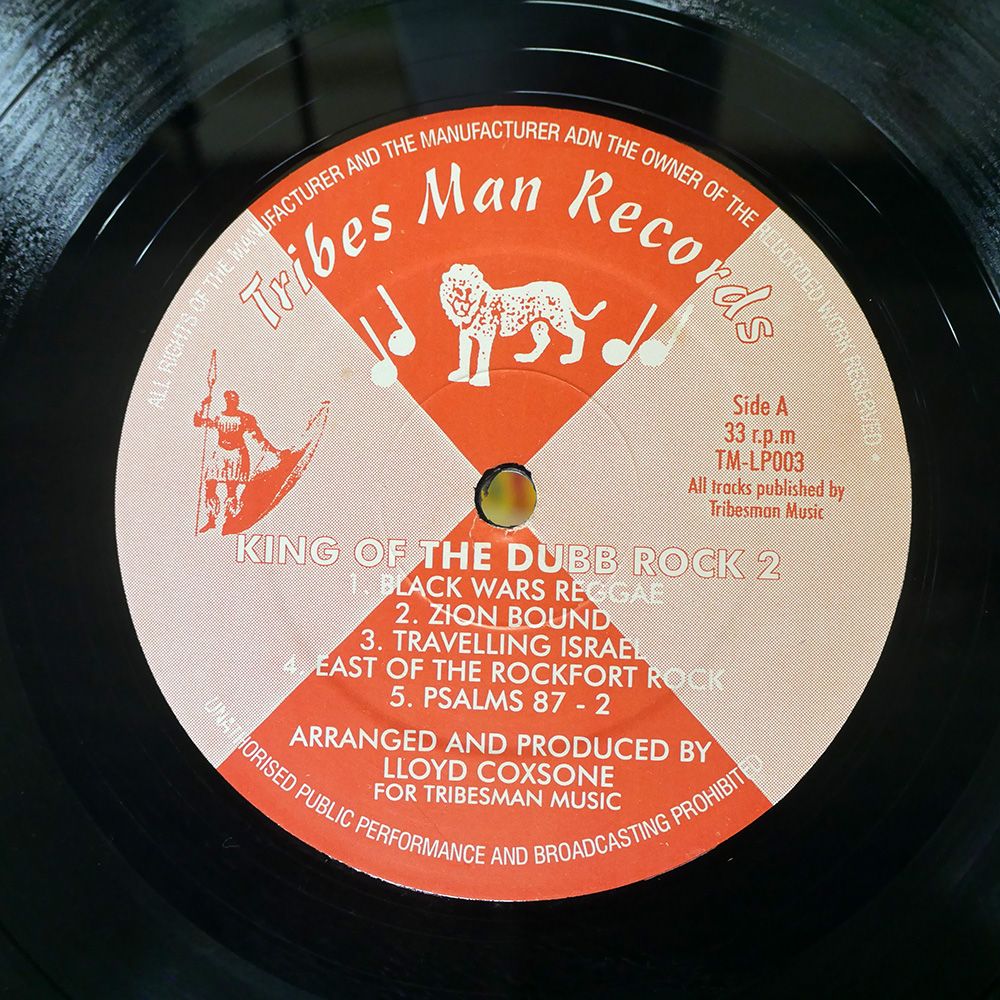 ALL RIGHTS OF THE MANUFACTURER AND THE MANUFACTURER ADN THE OWNER OF THE RECORDED WORK RESERVED •
Tribes Man Records
Side A
33 r.p.m
TM-LP003
All tracks published by
Tribesman Music
KING OF THE DUBB ROCK 2
1. BLACK WARS REGGAE
2. ZION BOUND
3. TRAVELLING ISRAEL
4. EAST OF THE ROCKFORT ROCK
5. PSALMS 87 - 2
ARRANGED AND PRODUCED BY
LLOYD COXSONE
FOR TRIBESMAN MUSIC
UNATHORISED PUBLIC PERFORMANCE AND BROADCASTING PROHIBITED